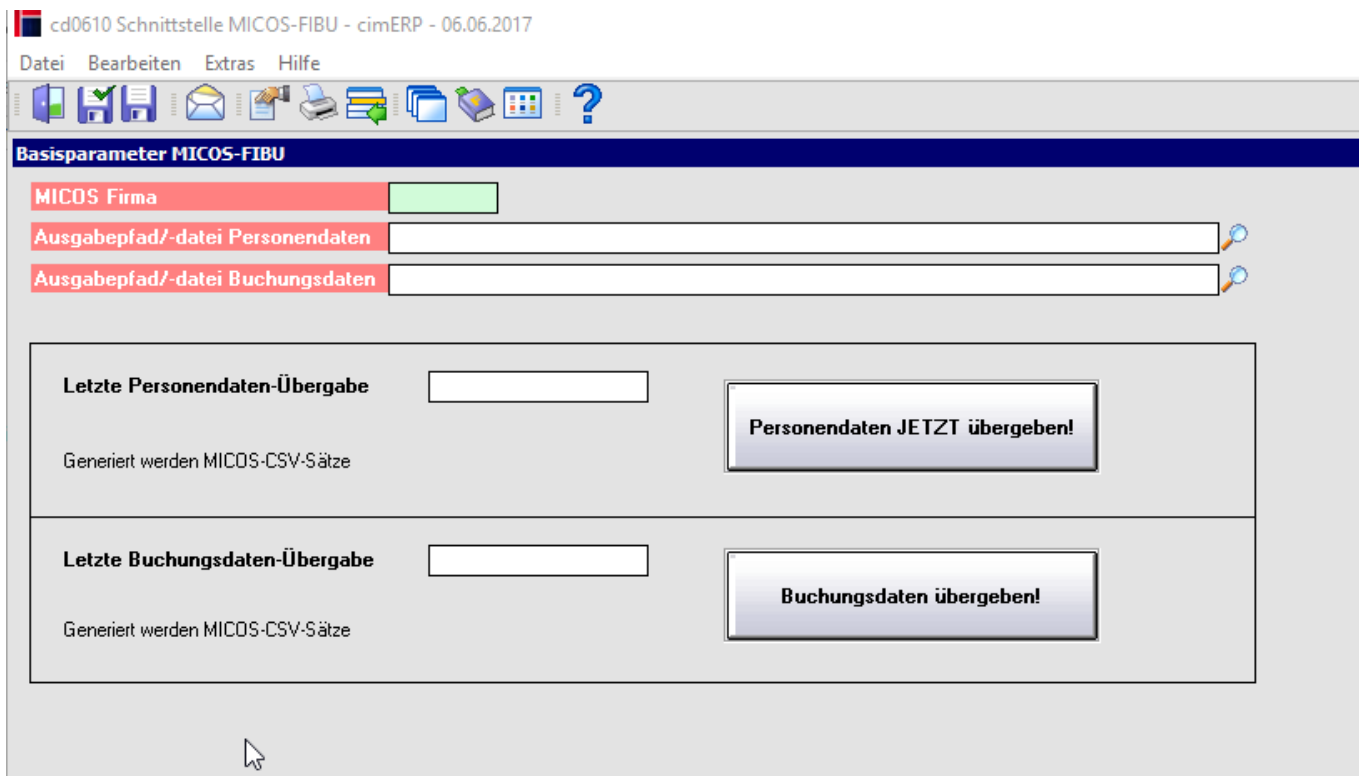 cd0610 Schnittstelle MICOS-FIBU - cimERP - 06.06.2017
Datei Bearbeiten Extras Hilfe
Basisparameter MICOS-FIBU
MICOS Firma
Ausgabepfad/-datei Personendaten
Ausgabepfad/-datei Buchungsdaten
Letzte Personendaten-Übergabe
Personendaten JETZT übergeben!
Generiert werden MICOS-CSV-Sätze
Letzte Buchungsdaten-Übergabe
Buchungsdaten übergeben!
Generiert werden MICOS-CSV-Sätze